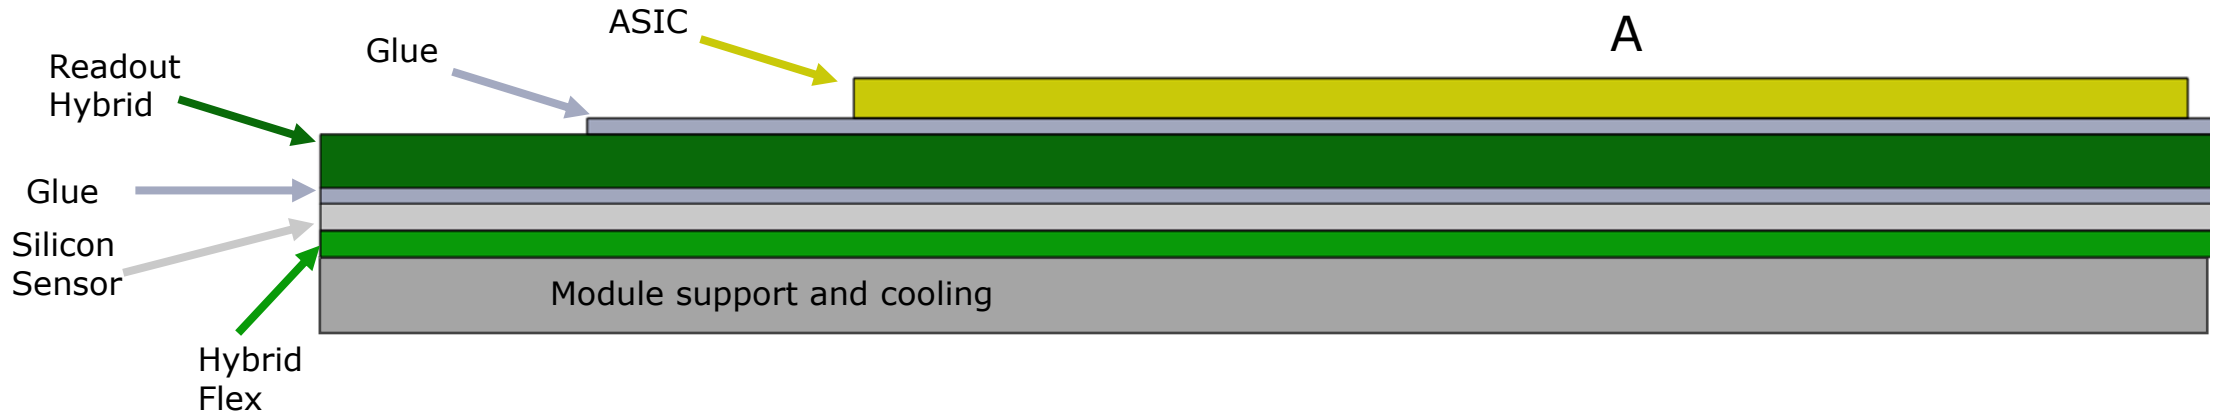 ASIC
A
Glue
Readout
Hybrid
Glue
Silicon
Sensor
Module support and cooling
Hybrid
Flex